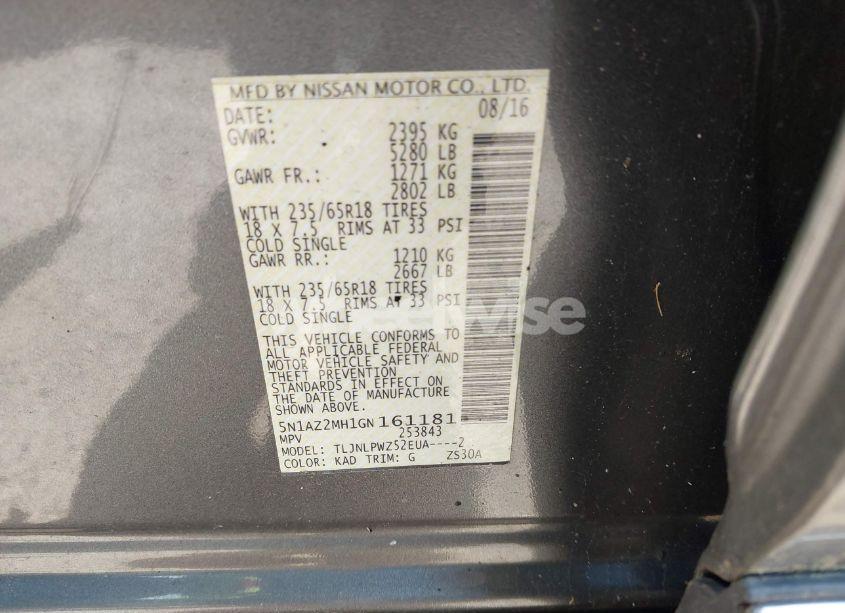 MFD BY NISSAN MOTOR CO., LTD.
DATE: 08/16
GVWR: 2395 KG
5280 LB
GAWR FR.: 1271 KG
2802 LB
WITH 235/65R18 TIRES
18 X 7.5 RIMS AT 33 PSI
COLD SINGLE
GAWR RR.: 1210 KG
2667 LB
WITH 235/65R18 TIRES
18 X 7.5 RIMS AT 33 PSI
COLD SINGLE
THIS VEHICLE CONFORMS TO
ALL APPLICABLE FEDERAL
MOTOR VEHICLE SAFETY AND
THEFT PREVENTION
STANDARDS IN EFFECT ON
THE DATE OF MANUFACTURE
SHOWN ABOVE.
5N1AZ2MH1GN161181
MPV 253843
MODEL: TLJNLPWZ52EUA----2
COLOR: KAD TRIM: G ZS30A